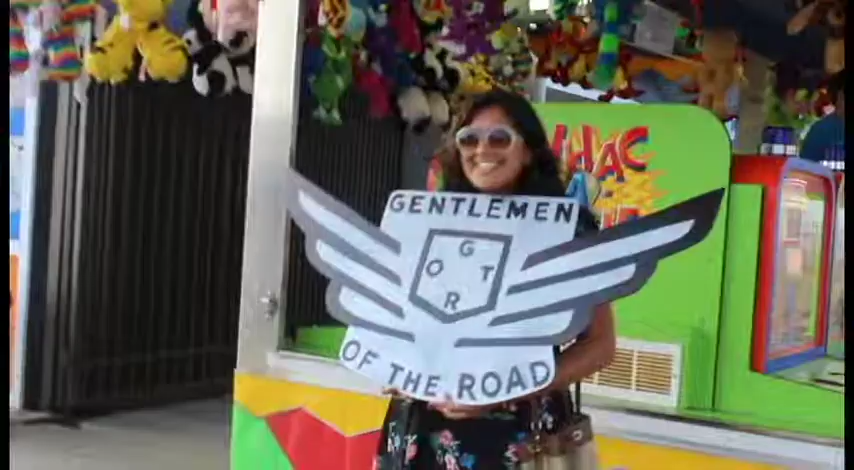 WHAC
GENTLEMEN
G
O T
R
OF THE ROAD